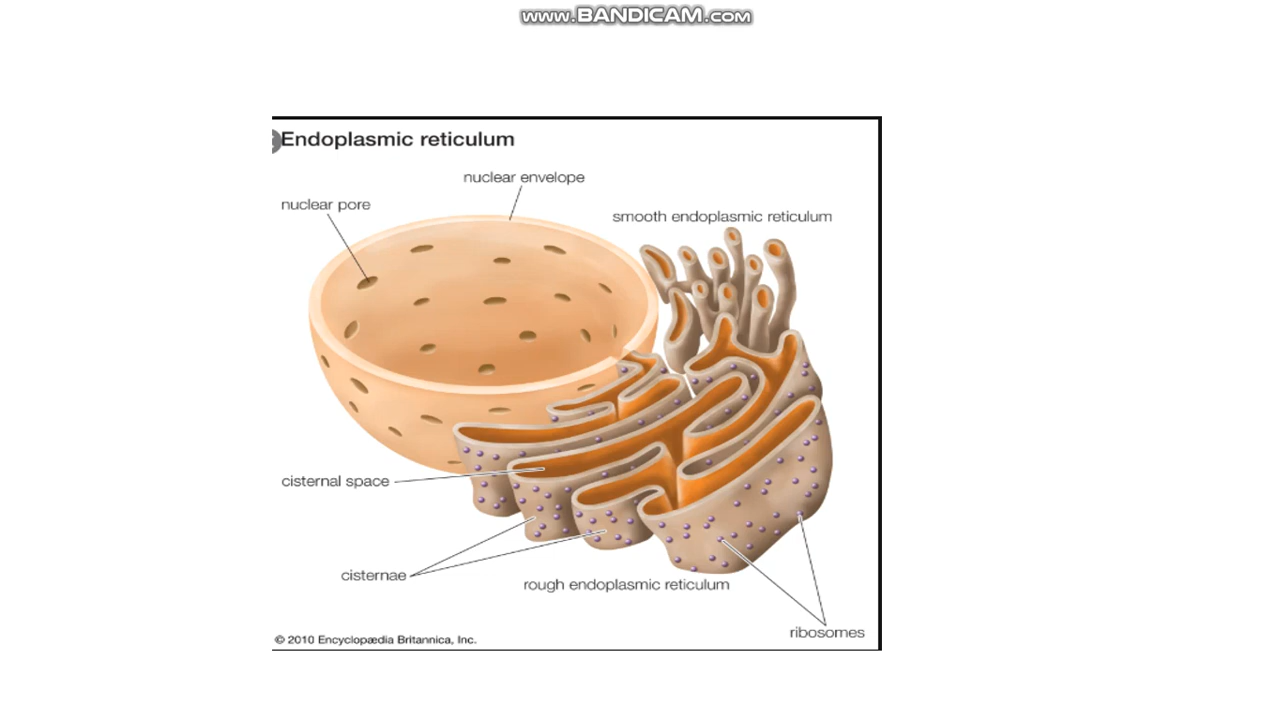 www.BANDICAM.com
Endoplasmic reticulum
nuclear envelope
nuclear pore
smooth endoplasmic reticulum
cisternal space
cisternae
rough endoplasmic reticulum
ribosomes
© 2010 Encyclopædia Britannica, Inc.